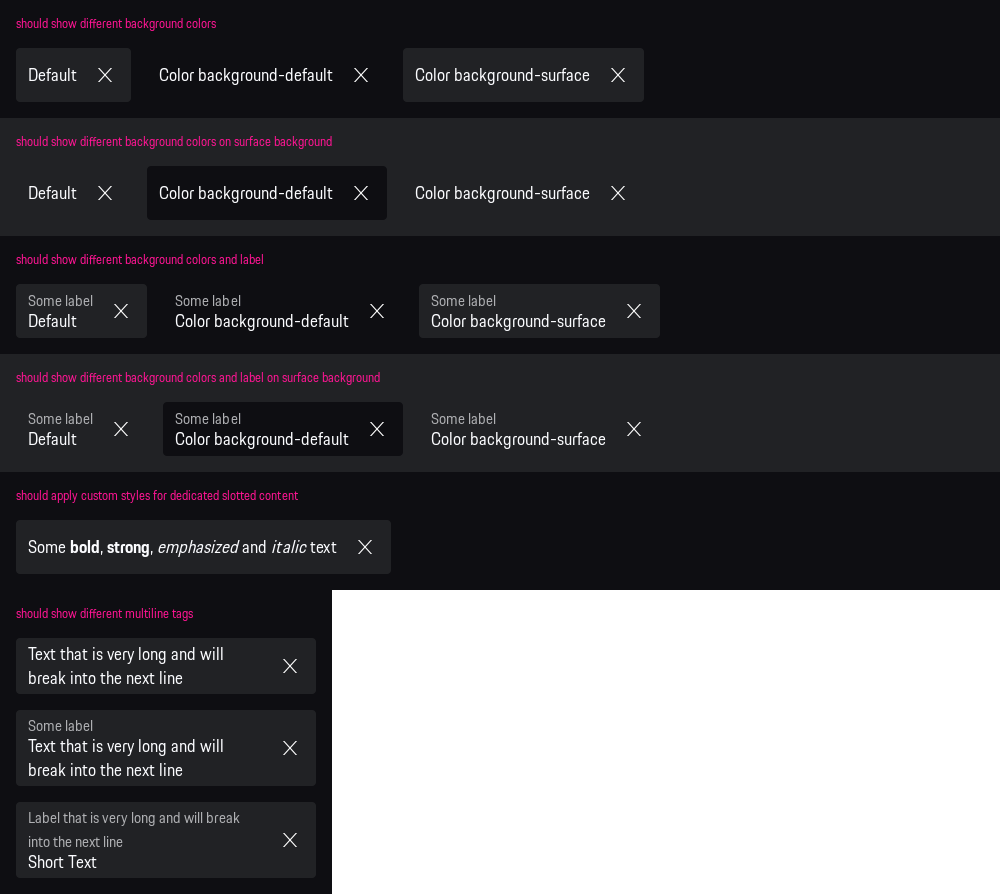 should show different background colors
Default Color background-default Color background-surface
should show different background colors on surface background
Default Color background-default Color background-surface
should show different background colors and label
Some label Some label Some label
Default Color background-default Color background-surface
should show different background colors and label on surface background
Some label Some label Some label
Default Color background-default Color background-surface
should apply custom styles for dedicated slotted content
Some bold, strong, emphasized and italic text
should show different multiline tags
Text that is very long and will
break into the next line
Some label
Text that is very long and will
break into the next line
Label that is very long and will break
into the next line
Short Text